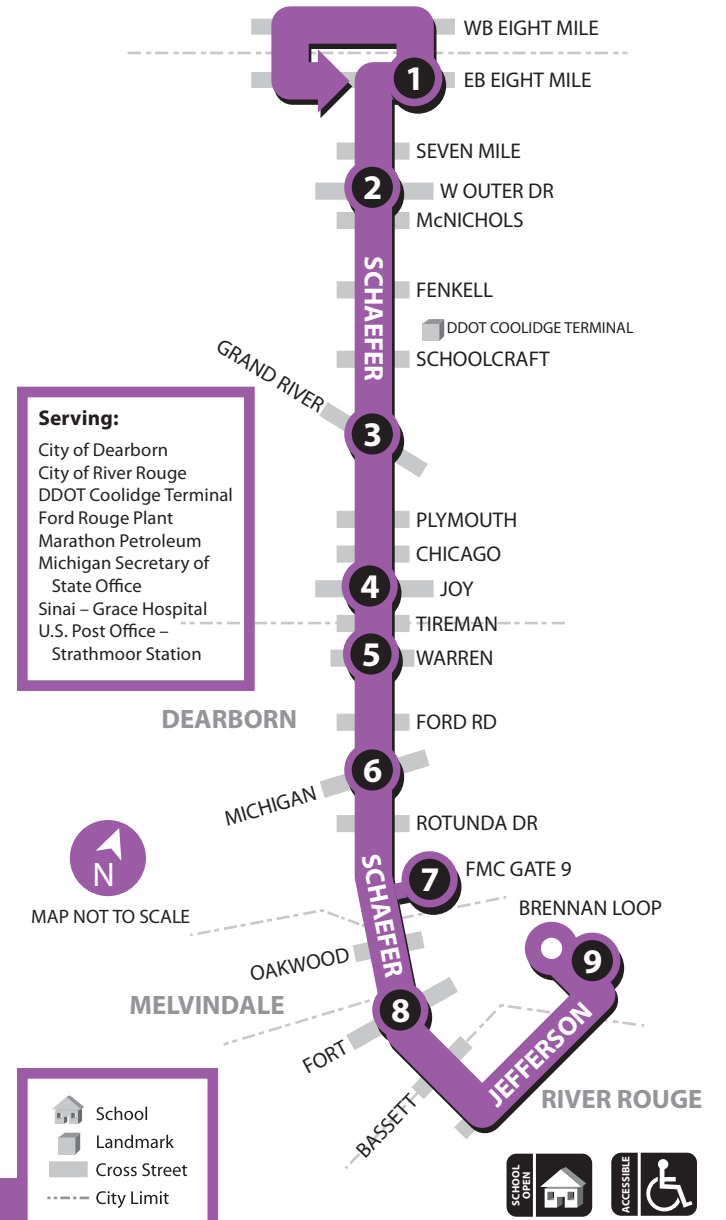 WB EIGHT MILE
EB EIGHT MILE
1
SEVEN MILE
2
W OUTER DR
McNICHOLS
SCHAEFER
FENKELL
DDOT COOLIDGE TERMINAL
SCHOOLCRAFT
GRAND RIVER
3
Serving:
City of Dearborn
City of River Rouge
DDOT Coolidge Terminal
Ford Rouge Plant
Marathon Petroleum
Michigan Secretary of
State Office
Sinai – Grace Hospital
U.S. Post Office –
Strathmoor Station
PLYMOUTH
CHICAGO
4
JOY
TIREMAN
5
WARREN
DEARBORN
FORD RD
6
MICHIGAN
ROTUNDA DR
N
MAP NOT TO SCALE
SCHAEFER
7
FMC GATE 9
BRENNAN LOOP
9
OAKWOOD
MELVINDALE
8
FORT
JEFFERSON
BASSETT
RIVER ROUGE
School
Landmark
Cross Street
City Limit
SCHOOL
OPEN
ACCESSIBLE